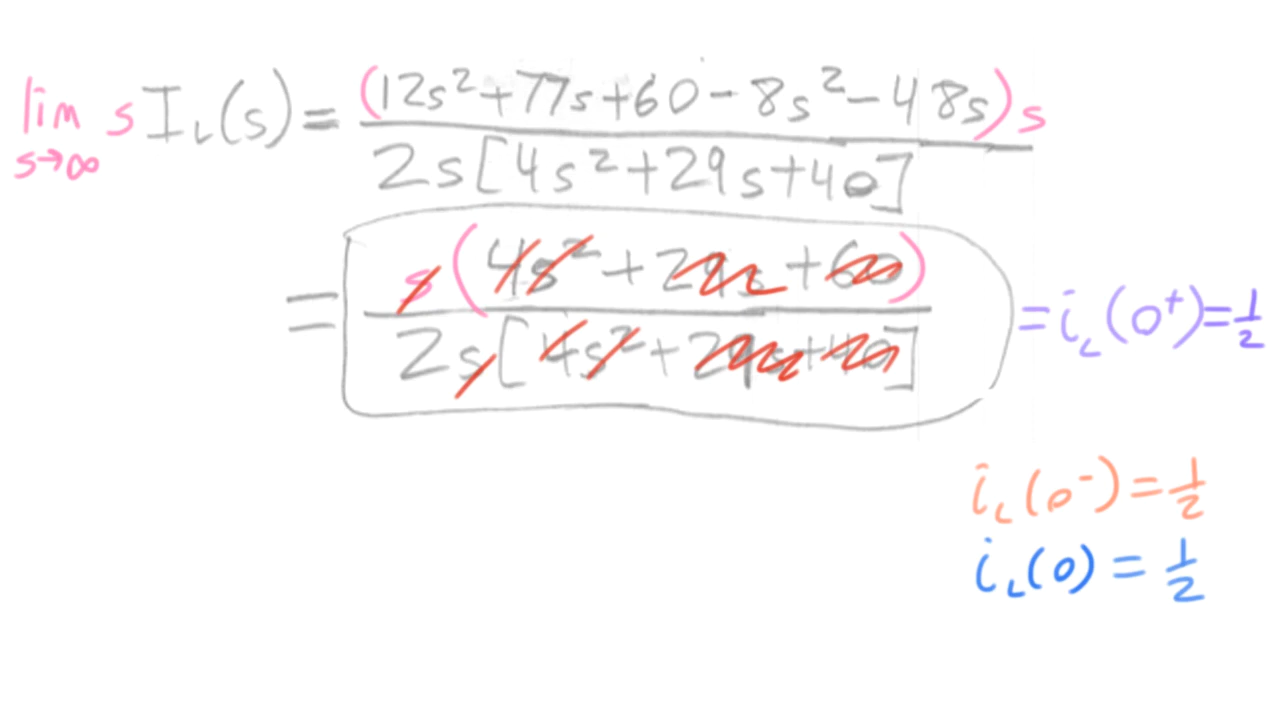 lim s→∞ s I_L(s) = (12s² + 77s + 60 - 8s² - 48s)s / 2s[4s² + 29s + 40]
= s(4s² + 29s + 60) / 2s[4s² + 29s + 40] = i_L(0⁺) = 1/2
i_L(0⁻) = 1/2
i_L(0) = 1/2